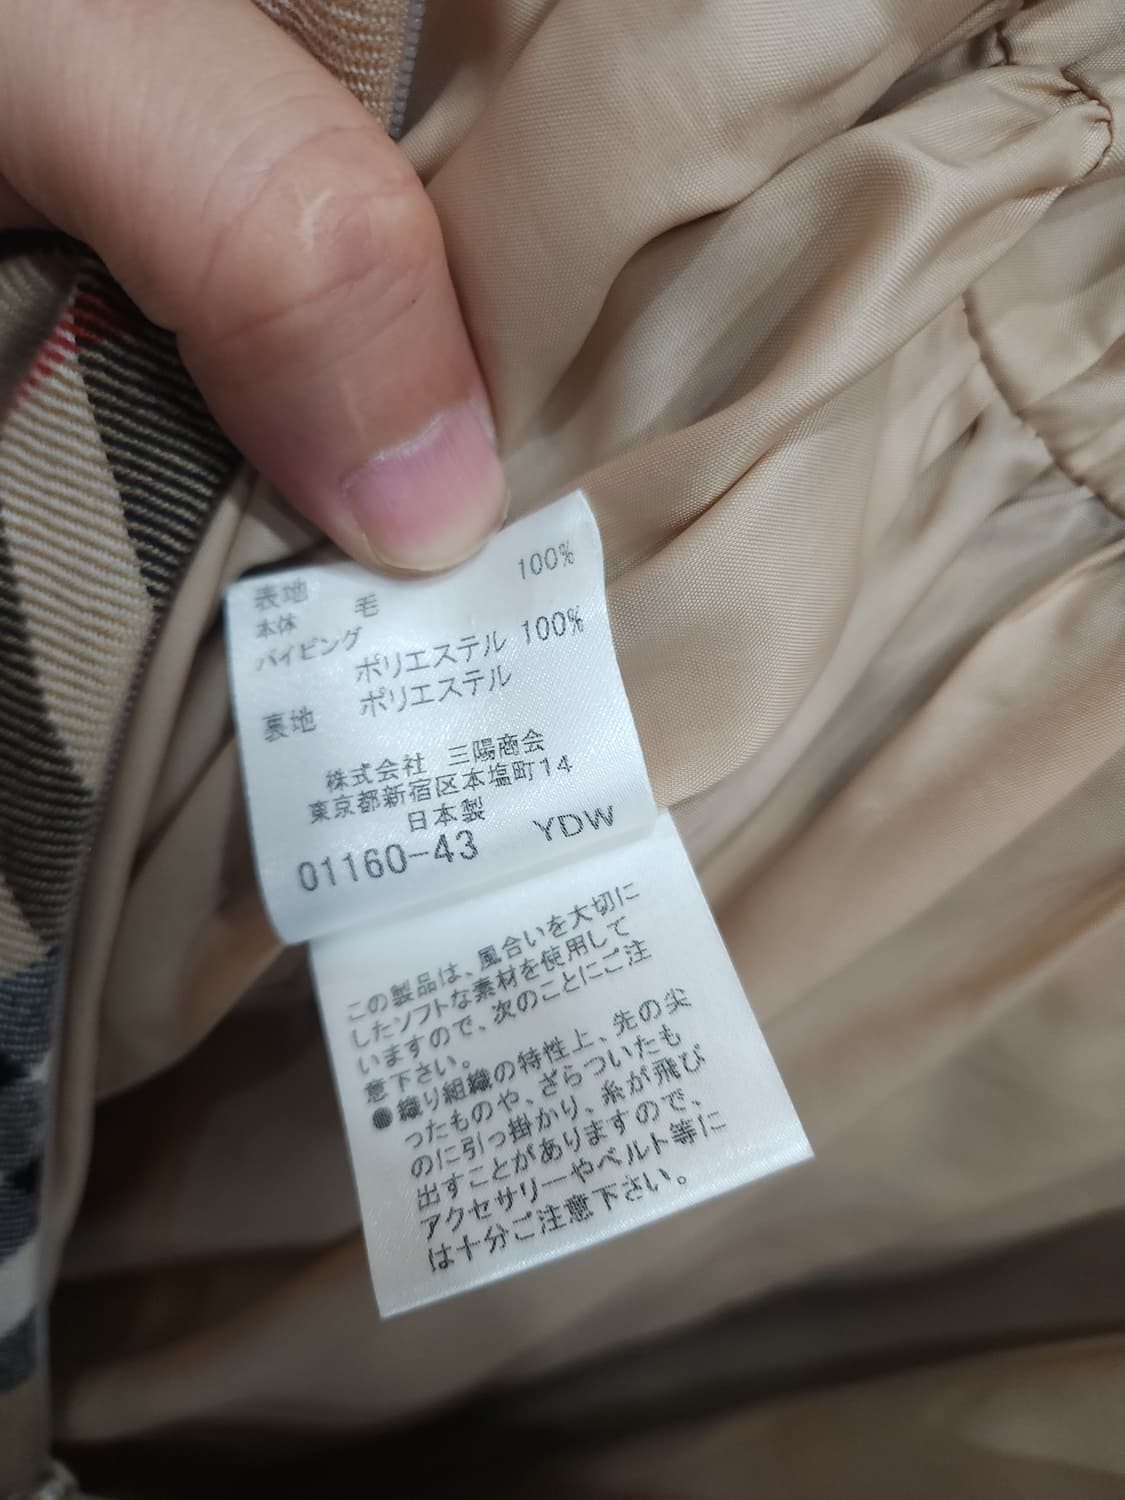 表地
本体 毛 100%
パイピング
ポリエステル 100%
裏地 ポリエステル
株式会社 三陽商会
東京都新宿区本塩町14
日本製
01160-43 YDW
この製品は、風合いを大切に
したソフトな素材を使用して
いますので、次のことにご注
意下さい。
●織り組織の特性上、先の尖
ったものや、ざらついたも
のに引っ掛かり、糸が飛び
出すことがありますので、
アクセサリーやベルト等に
は十分ご注意下さい。